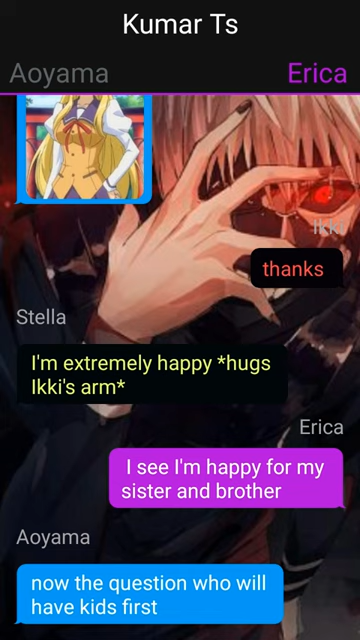 Kumar Ts
Aoyama
Erica
Ikki
thanks
Stella
I'm extremely happy *hugs
Ikki's arm*
Erica
I see I'm happy for my
sister and brother
Aoyama
now the question who will
have kids first